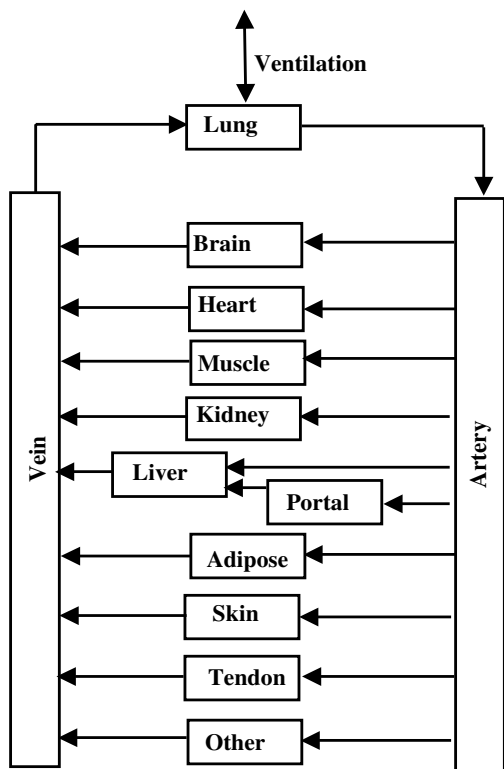 Ventilation
Lung
Brain
Heart
Muscle
Kidney
Liver
Portal
Adipose
Skin
Tendon
Other
Vein
Artery